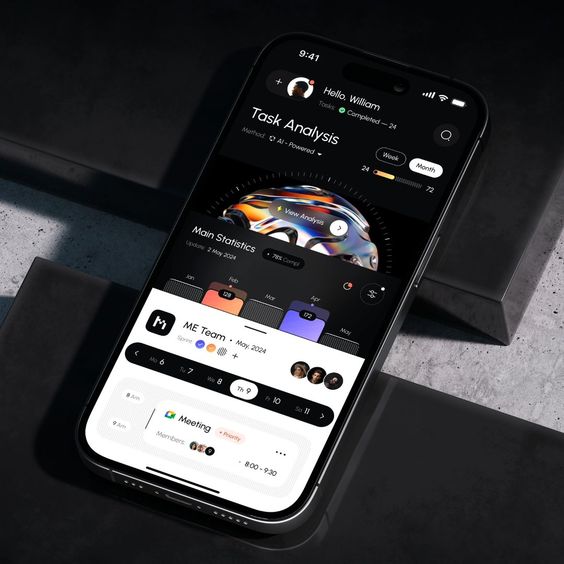 9:41
Hello, William
Tasks: Completed — 24
Task Analysis
Method: AI - Powered
Week Month
24 72
View Analysis
Main Statistics
Update: 2 May 2024
78% Compl
Jan Feb Mar Apr May
128 172
ME Team • May, 2024
Sprint
Mo 6 Tu 7 We 8 Th 9 Fr 10 Sa 11
8 Am
Meeting • Priority
9 Am
Members:
8:00 - 9:30